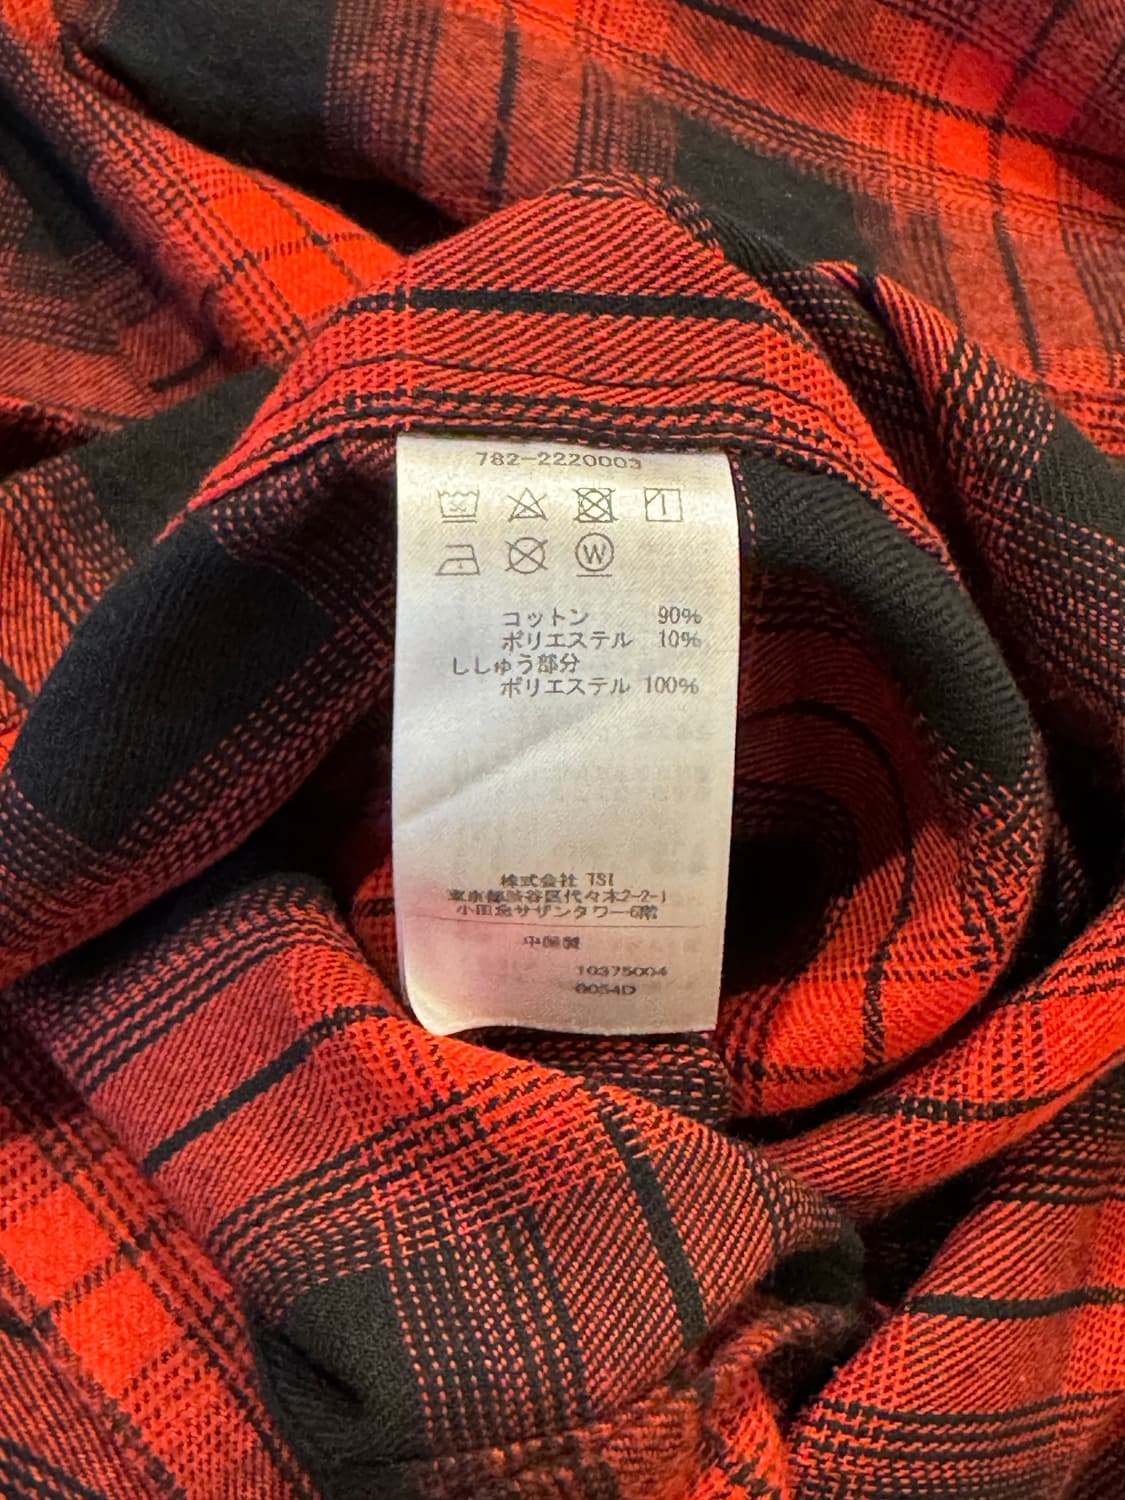 782-2220003
30
W
コットン 90%
ポリエステル 10%
ししゅう部分
ポリエステル 100%
株式会社 TSI
東京都渋谷区代々木2-2-1
小田急サザンタワー6階
中国製
10375004
0054D